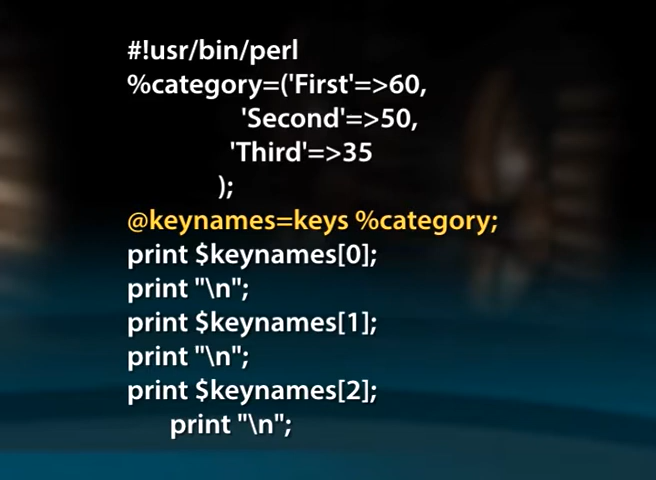 #!usr/bin/perl
%category=('First'=>60,
'Second'=>50,
'Third'=>35
);
@keynames=keys %category;
print $keynames[0];
print "\n";
print $keynames[1];
print "\n";
print $keynames[2];
print "\n";